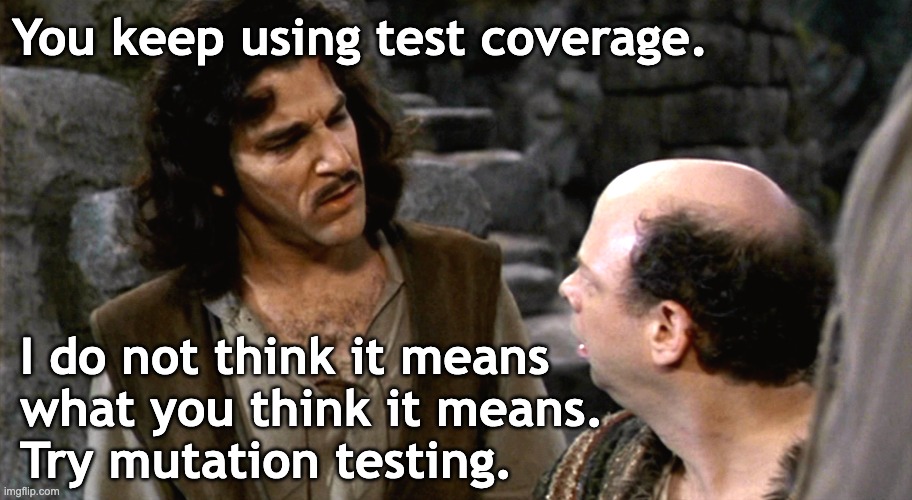 You keep using test coverage.
I do not think it means
what you think it means.
Try mutation testing.
imgflip.com